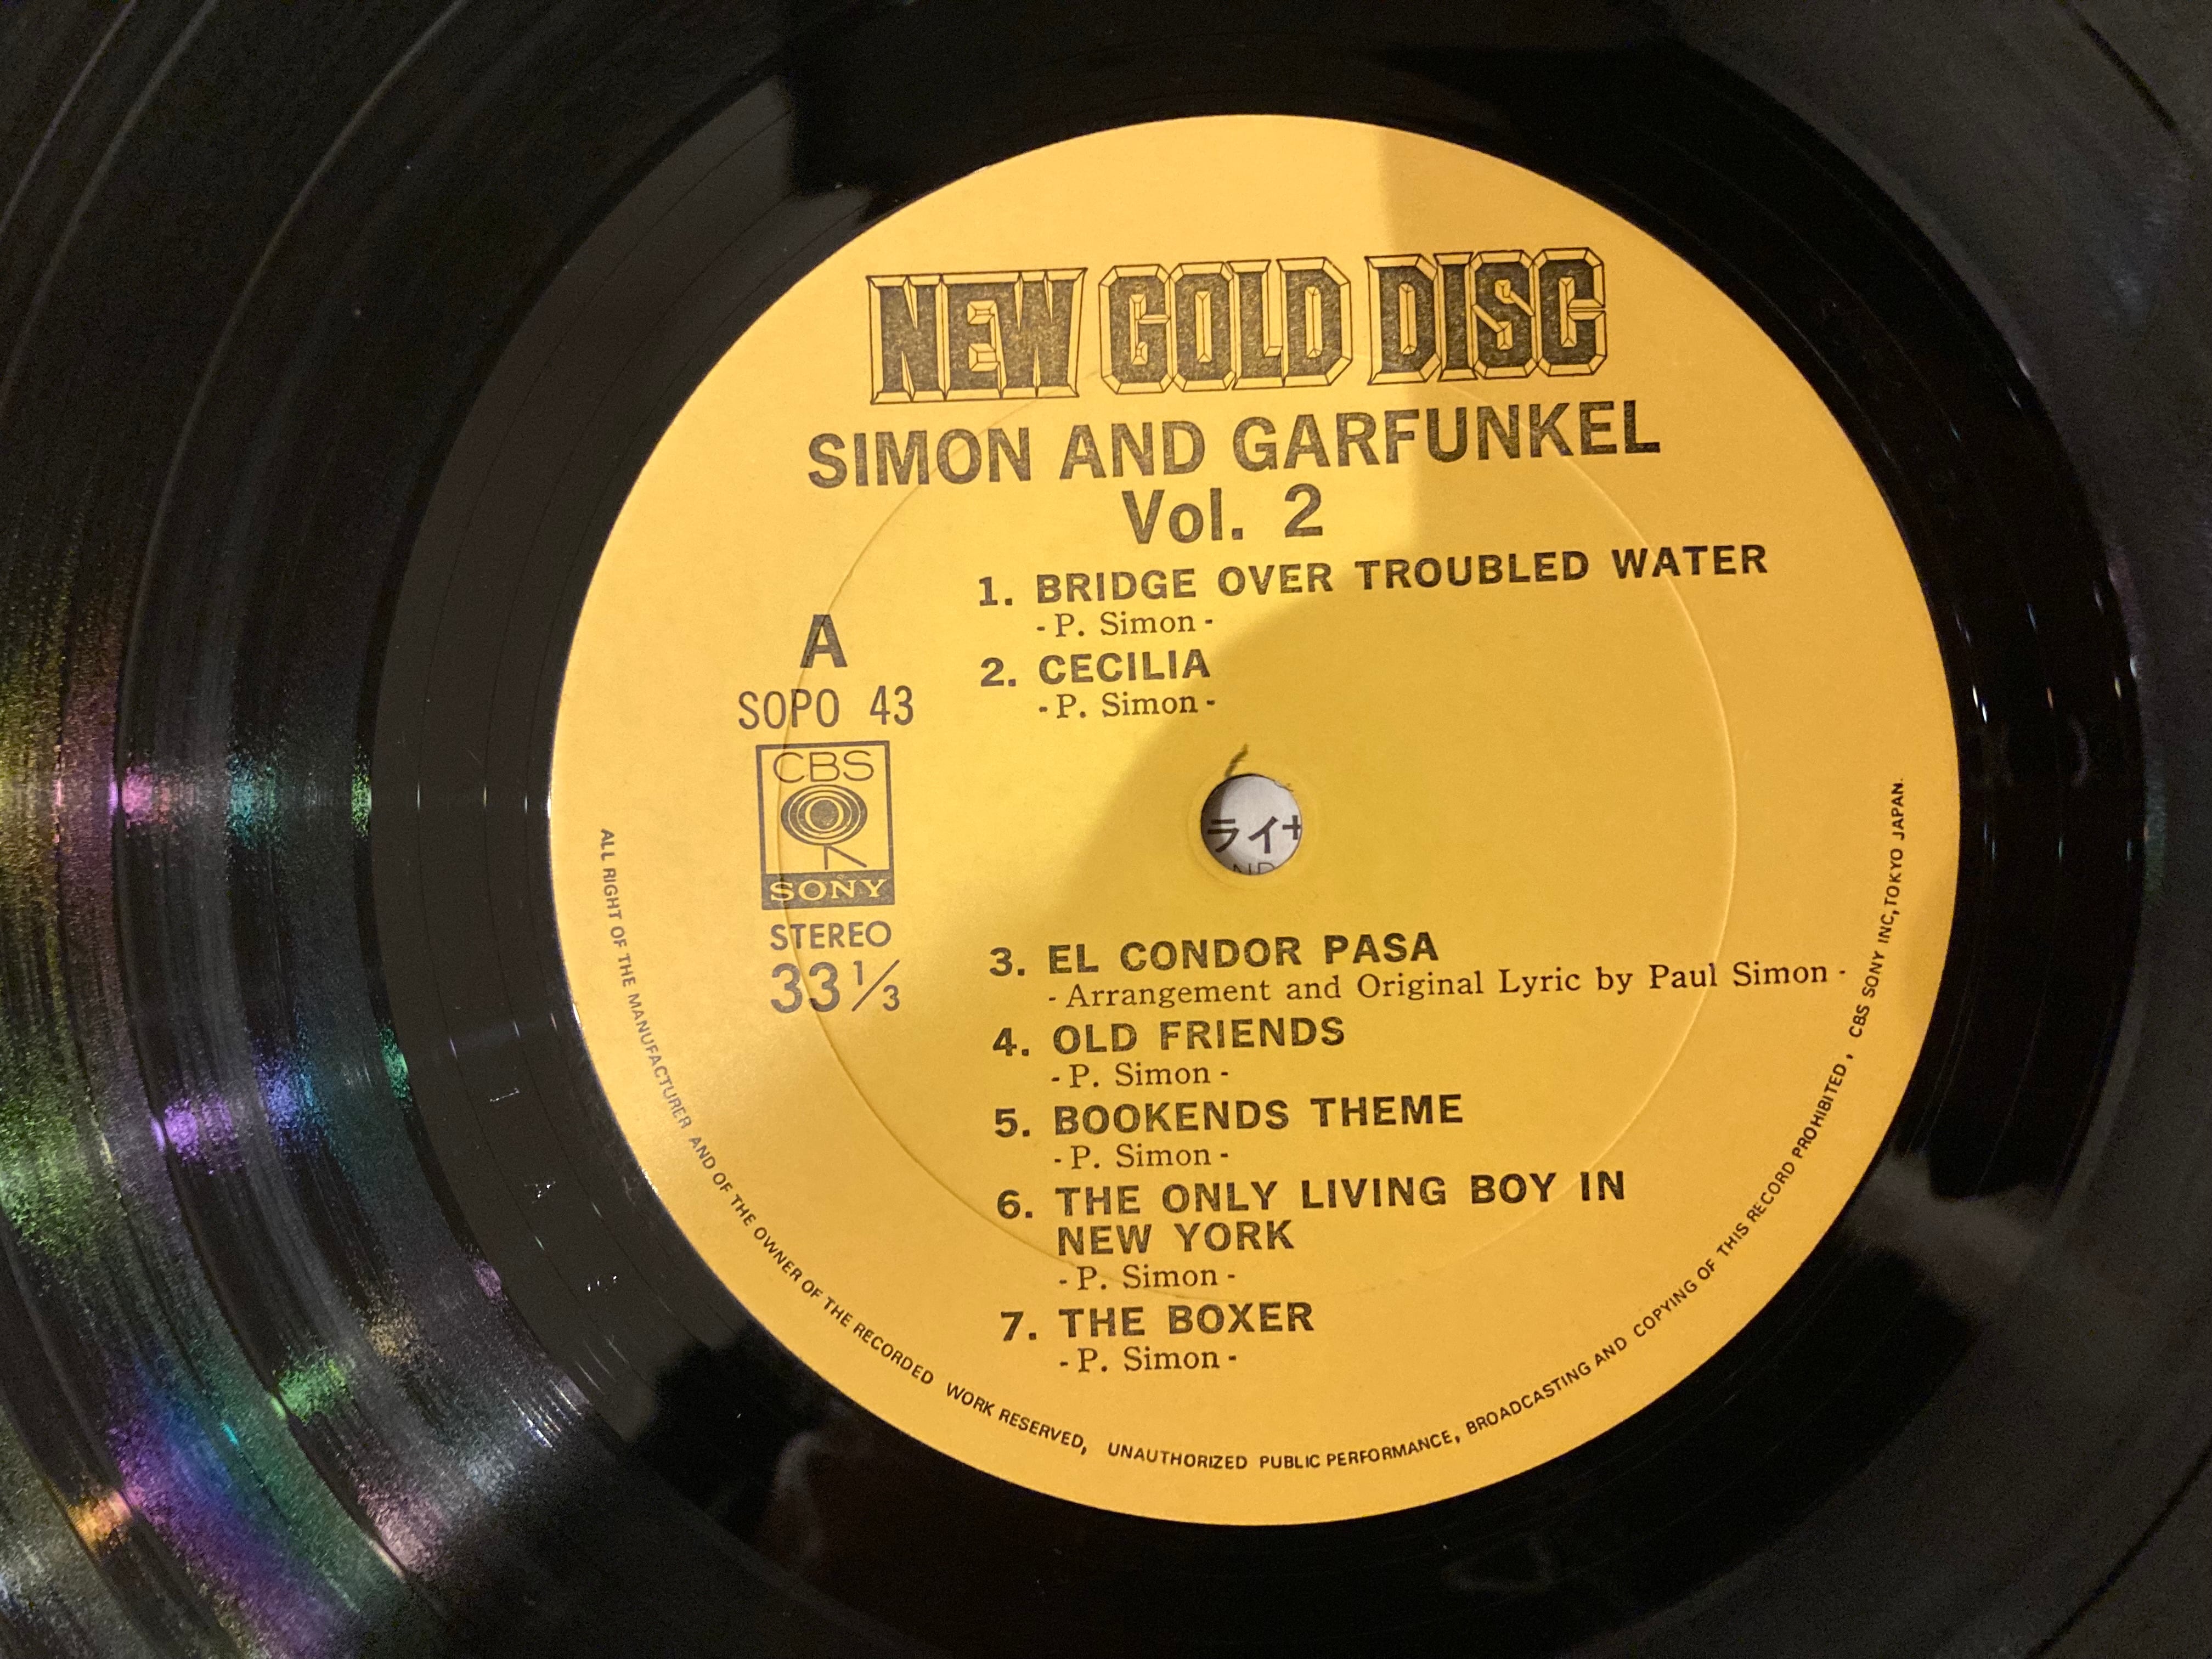 NEW GOLD DISC
SIMON AND GARFUNKEL
Vol. 2
1. BRIDGE OVER TROUBLED WATER
- P. Simon -
2. CECILIA
- P. Simon -
A
SOPO 43
CBS
SONY
STEREO
33 1/3
ライ
3. EL CONDOR PASA
- Arrangement and Original Lyric by Paul Simon -
4. OLD FRIENDS
- P. Simon -
5. BOOKENDS THEME
- P. Simon -
6. THE ONLY LIVING BOY IN
NEW YORK
- P. Simon -
7. THE BOXER
- P. Simon -
ALL RIGHT OF THE MANUFACTURER AND OF THE OWNER OF THE RECORDED WORK RESERVED, UNAUTHORIZED PUBLIC PERFORMANCE, BROADCASTING AND COPYING OF THIS RECORD PROHIBITED, CBS SONY INC, TOKYO JAPAN.